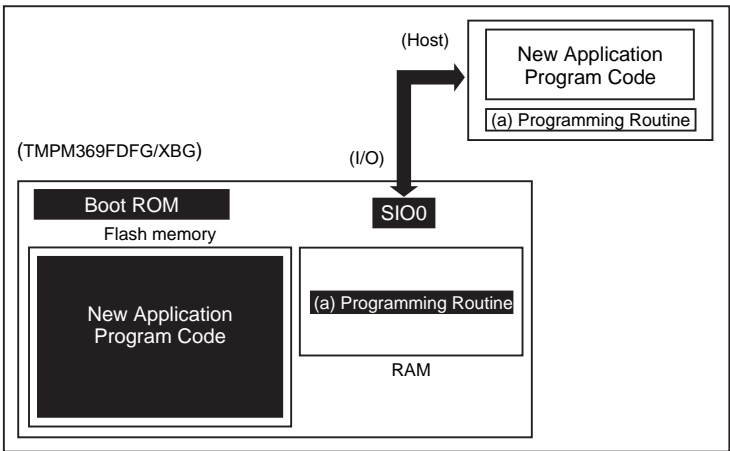 (Host)
New Application
Program Code
(a) Programming Routine
(TMPM369FDFG/XBG)
(I/O)
Boot ROM
SIO0
Flash memory
New Application
Program Code
(a) Programming Routine
RAM